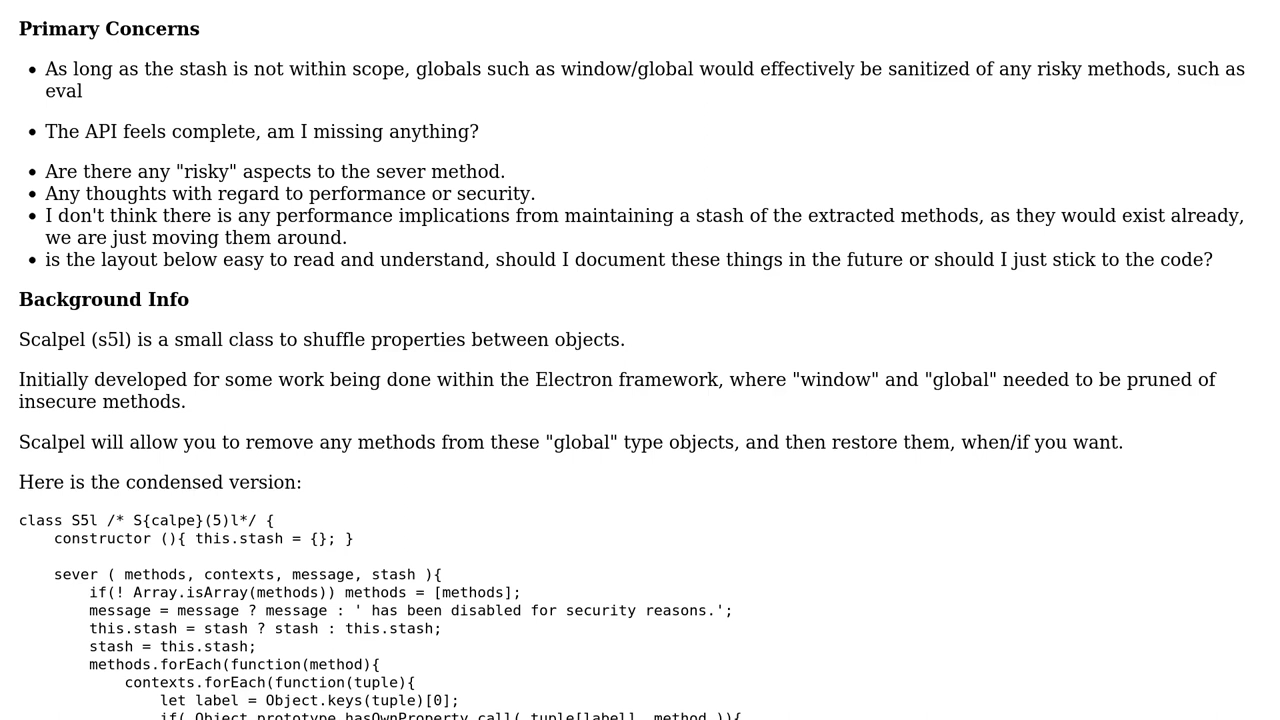 Primary Concerns
• As long as the stash is not within scope, globals such as window/global would effectively be sanitized of any risky methods, such as
eval
• The API feels complete, am I missing anything?
• Are there any "risky" aspects to the sever method.
• Any thoughts with regard to performance or security.
• I don't think there is any performance implications from maintaining a stash of the extracted methods, as they would exist already,
we are just moving them around.
• is the layout below easy to read and understand, should I document these things in the future or should I just stick to the code?
Background Info
Scalpel (s5l) is a small class to shuffle properties between objects.
Initially developed for some work being done within the Electron framework, where "window" and "global" needed to be pruned of
insecure methods.
Scalpel will allow you to remove any methods from these "global" type objects, and then restore them, when/if you want.
Here is the condensed version:
class S5l /* S{calpe}(5)l*/ {
    constructor (){ this.stash = {}; }
    sever ( methods, contexts, message, stash ){
        if(! Array.isArray(methods)) methods = [methods];
        message = message ? message : ' has been disabled for security reasons.';
        this.stash = stash ? stash : this.stash;
        stash = this.stash;
        methods.forEach(function(method){
            contexts.forEach(function(tuple){
                let label = Object.keys(tuple)[0];
                if( Object.prototype.hasOwnProperty.call( tuple[label], method )){